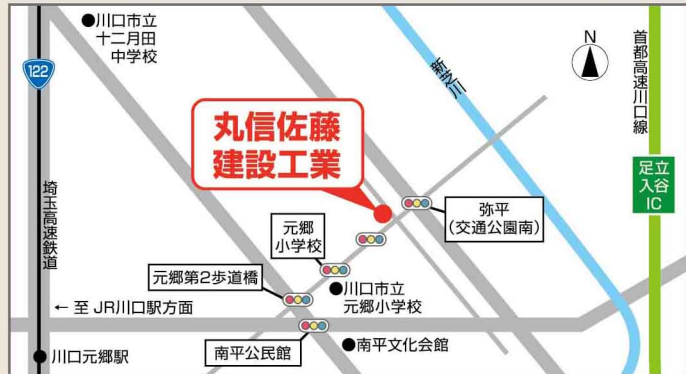 ●川口市立
十二月田
中学校
122
新芝川
N
首都高速川口線
丸信佐藤
建設工業
足立
入谷
IC
埼玉高速鉄道
弥平
(交通公園南)
元郷
小学校
元郷第2歩道橋
●川口市立
元郷小学校
← 至 JR川口駅方面
南平公民館
●南平文化会館
●川口元郷駅